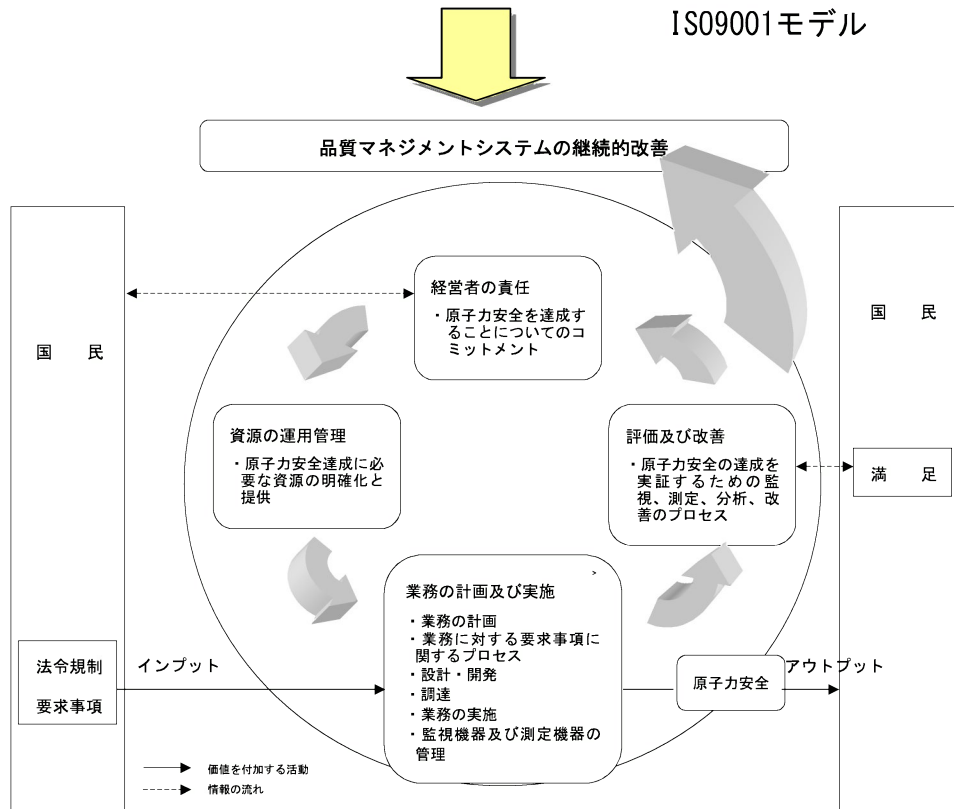 ISO9001モデル
品質マネジメントシステムの継続的改善
国　民
経営者の責任
・原子力安全を達成す
ることについてのコ
ミットメント
国　民
資源の運用管理
・原子力安全達成に必
要な資源の明確化と
提供
評価及び改善
・原子力安全の達成を
実証するための監
視、測定、分析、改
善のプロセス
満　足
業務の計画及び実施
・業務の計画
・業務に対する要求事項に
関するプロセス
・設計・開発
・調達
・業務の実施
・監視機器及び測定機器の
管理
法令規制
要求事項
インプット
原子力安全
アウトプット
価値を付加する活動
情報の流れ